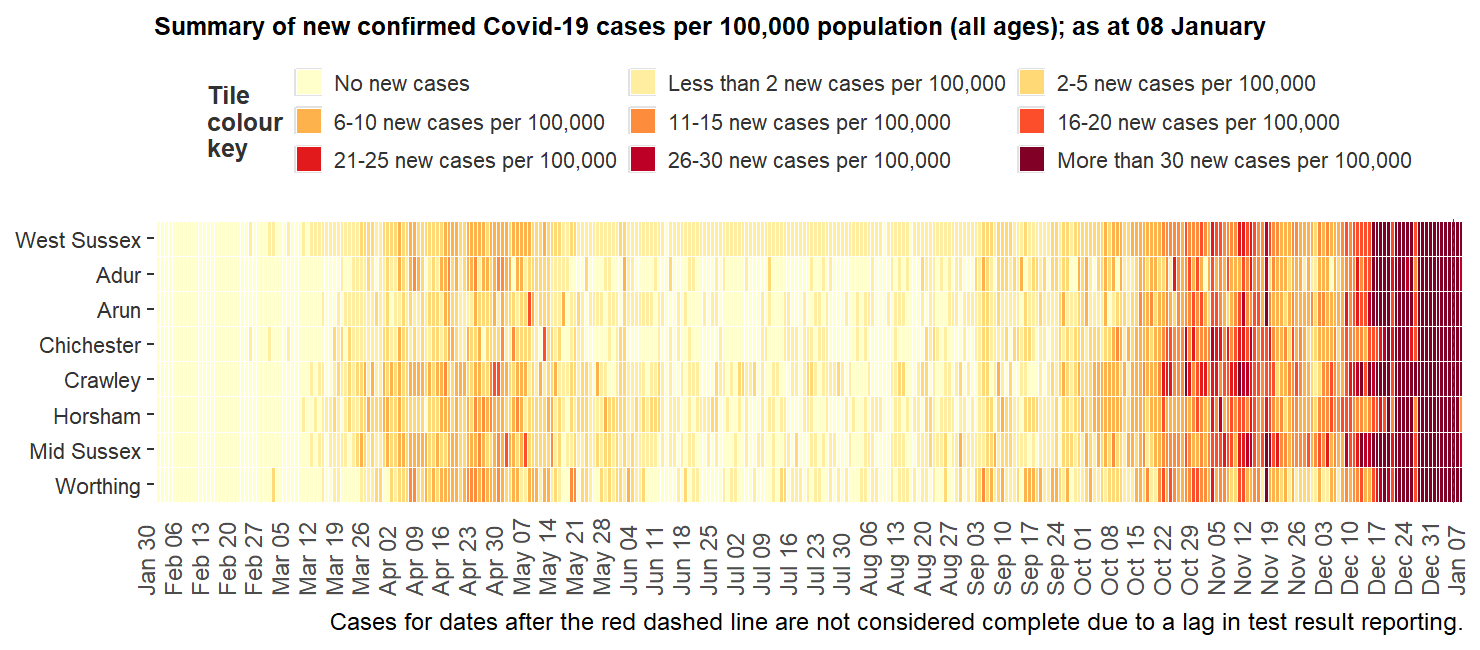 Summary of new confirmed Covid-19 cases per 100,000 population (all ages); as at 08 January
Tile colour key
No new cases
Less than 2 new cases per 100,000
2-5 new cases per 100,000
6-10 new cases per 100,000
11-15 new cases per 100,000
16-20 new cases per 100,000
21-25 new cases per 100,000
26-30 new cases per 100,000
More than 30 new cases per 100,000
West Sussex
Adur
Arun
Chichester
Crawley
Horsham
Mid Sussex
Worthing
Jan 30
Feb 06
Feb 13
Feb 20
Feb 27
Mar 05
Mar 12
Mar 19
Mar 26
Apr 02
Apr 09
Apr 16
Apr 23
Apr 30
May 07
May 14
May 21
May 28
Jun 04
Jun 11
Jun 18
Jun 25
Jul 02
Jul 09
Jul 16
Jul 23
Jul 30
Aug 06
Aug 13
Aug 20
Aug 27
Sep 03
Sep 10
Sep 17
Sep 24
Oct 01
Oct 08
Oct 15
Oct 22
Oct 29
Nov 05
Nov 12
Nov 19
Nov 26
Dec 03
Dec 10
Dec 17
Dec 24
Dec 31
Jan 07
Cases for dates after the red dashed line are not considered complete due to a lag in test result reporting.